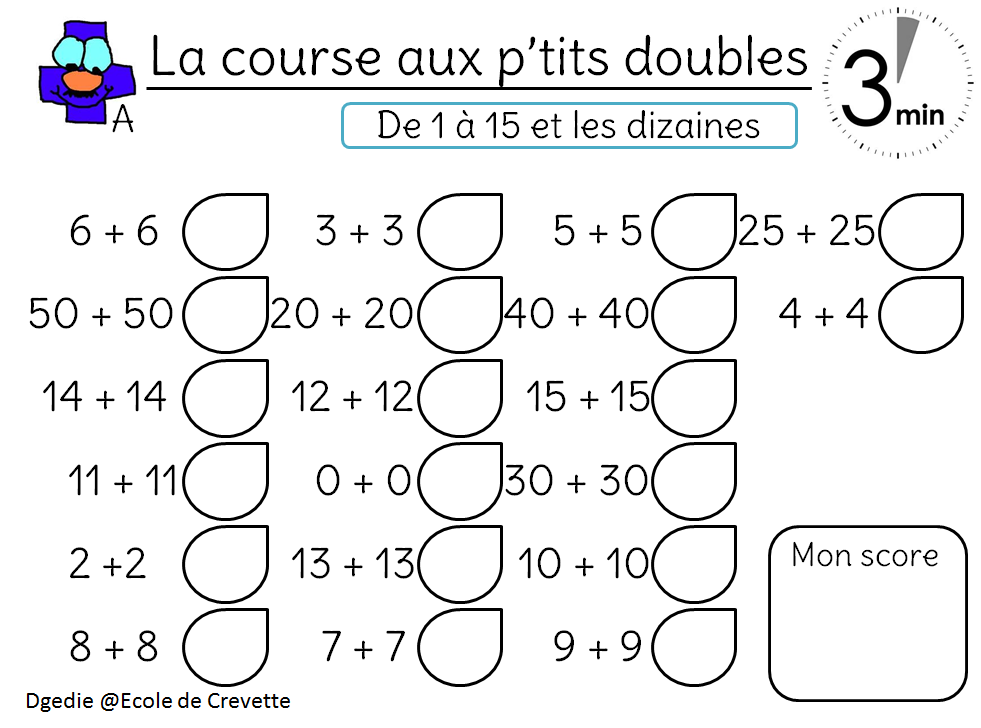 La course aux p'tits doubles
3 min
A
De 1 à 15 et les dizaines
6 + 6 3 + 3 5 + 5 25 + 25
50 + 50 20 + 20 40 + 40 4 + 4
14 + 14 12 + 12 15 + 15
11 + 11 0 + 0 30 + 30
2 +2 13 + 13 10 + 10
Mon score
8 + 8 7 + 7 9 + 9
Dgedie @Ecole de Crevette